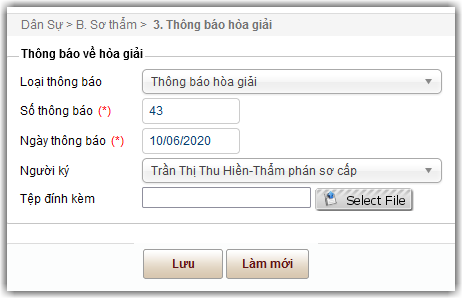 Dân Sự > B. Sơ thẩm > 3. Thông báo hòa giải
Thông báo về hòa giải
Loại thông báo Thông báo hòa giải
Số thông báo (*) 43
Ngày thông báo (*) 10/06/2020
Người ký Trần Thị Thu Hiền-Thẩm phán sơ cấp
Tệp đính kèm Select File
Lưu Làm mới